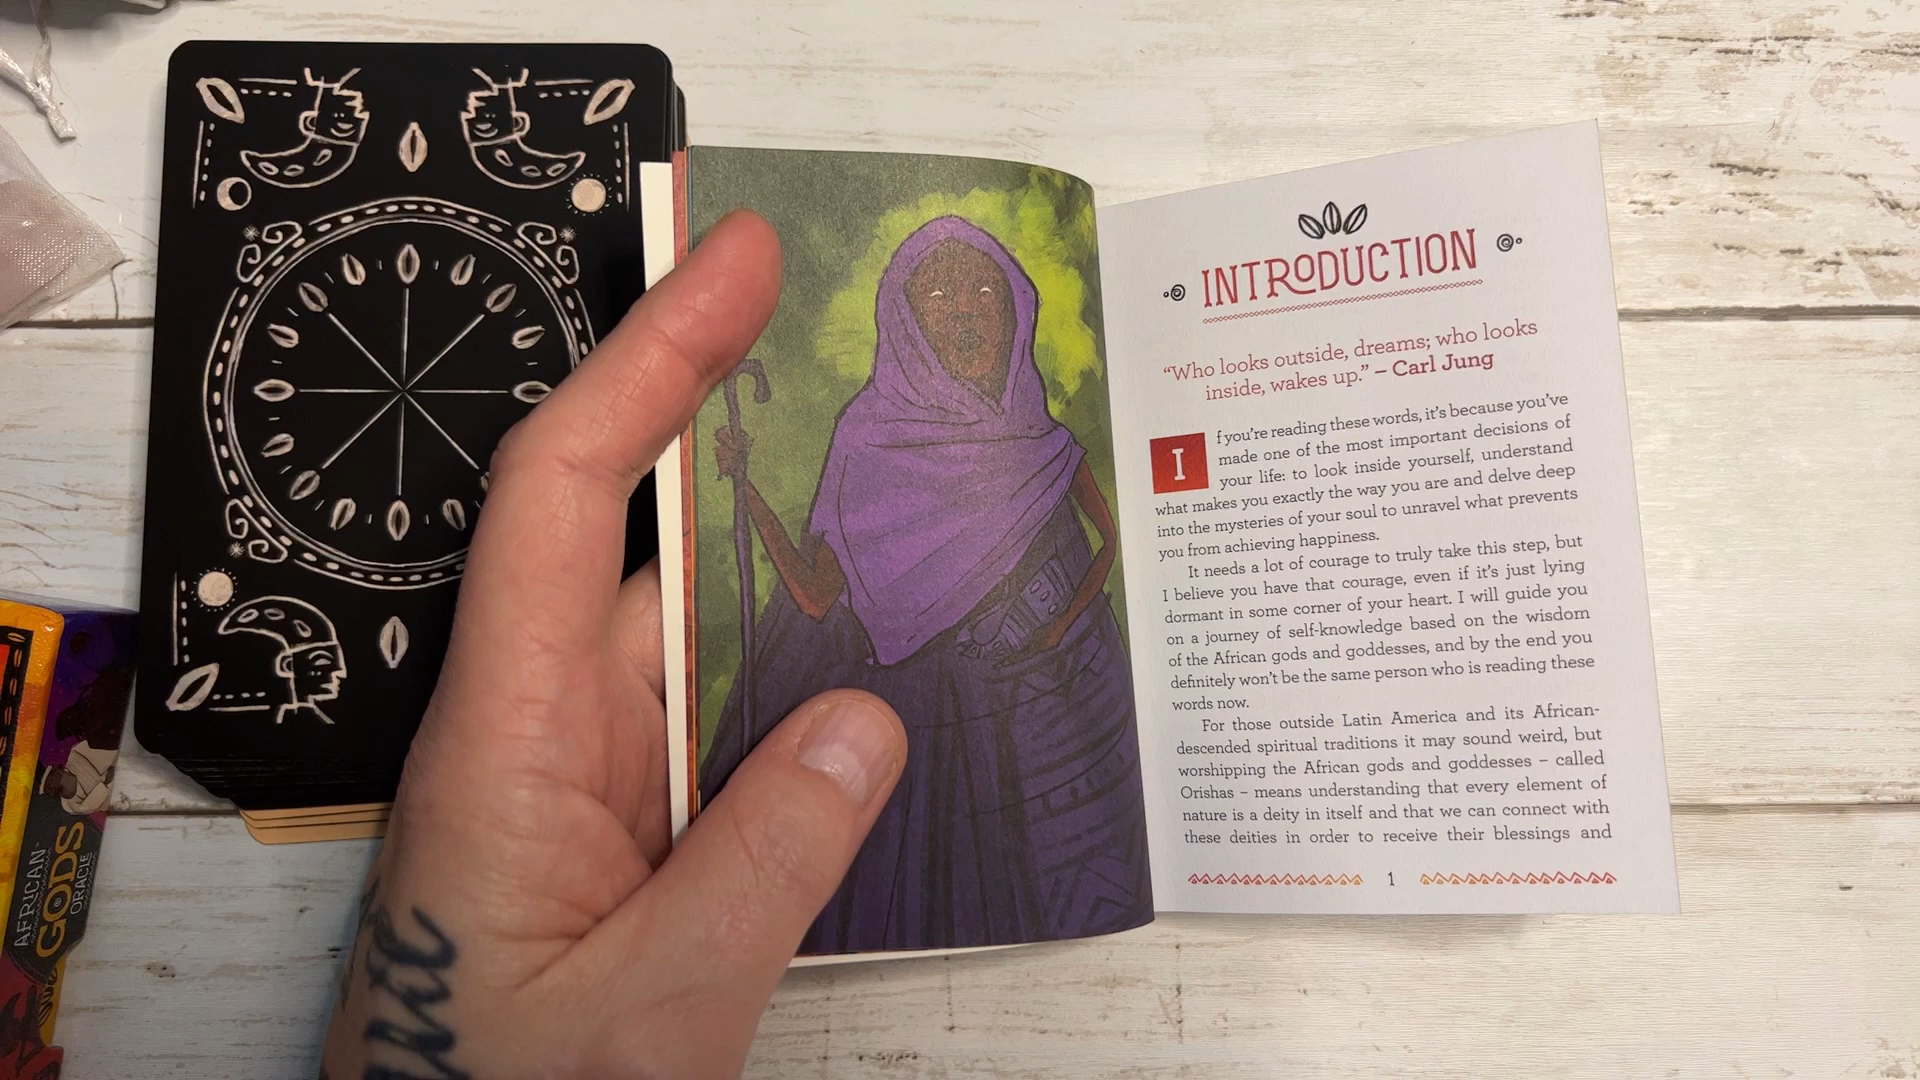 AFRICAN
GODS
ORACLE
INTRODUCTION
“Who looks outside, dreams; who looks
inside, wakes up.” – Carl Jung
If you’re reading these words, it’s because you’ve
made one of the most important decisions of
your life: to look inside yourself, understand
what makes you exactly the way you are and delve deep
into the mysteries of your soul to unravel what prevents
you from achieving happiness.
It needs a lot of courage to truly take this step, but
I believe you have that courage, even if it’s just lying
dormant in some corner of your heart. I will guide you
on a journey of self-knowledge based on the wisdom
of the African gods and goddesses, and by the end you
definitely won’t be the same person who is reading these
words now.
For those outside Latin America and its African-
descended spiritual traditions it may sound weird, but
worshipping the African gods and goddesses – called
Orishas – means understanding that every element of
nature is a deity in itself and that we can connect with
these deities in order to receive their blessings and
1